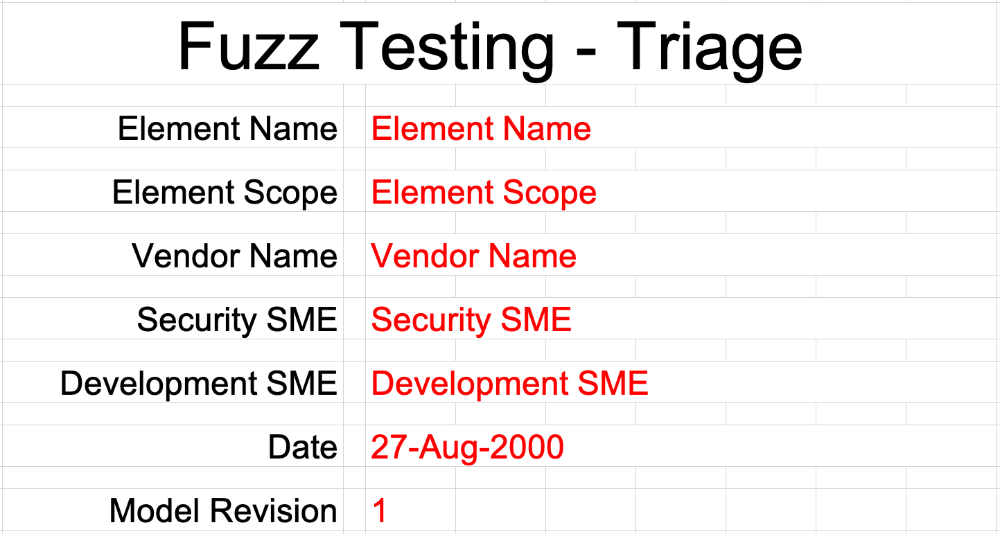 Fuzz Testing - Triage
Element Name Element Name
Element Scope Element Scope
Vendor Name Vendor Name
Security SME Security SME
Development SME Development SME
Date 27-Aug-2000
Model Revision 1